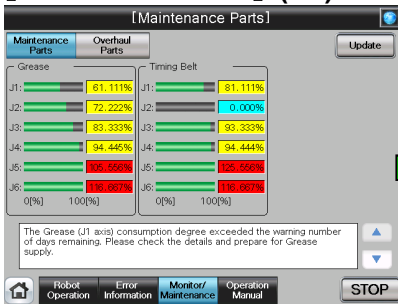 [Maintenance Parts]
Maintenance
Parts
Overhaul
Parts
Update
Grease
J1: 61.111%
J2: 72.222%
J3: 83.333%
J4: 94.445%
J5: 105.556%
J6: 116.667%
0[%] 100[%]
Timing Belt
J1: 81.111%
J2: 0.000%
J3: 93.333%
J4: 94.444%
J5: 125.556%
J6: 116.667%
0[%] 100[%]
The Grease (J1 axis) consumption degree exceeded the warning number
of days remaining. Please check the details and prepare for Grease
supply.
Robot
Operation
Error
Information
Monitor/
Maintenance
Operation
Manual
STOP